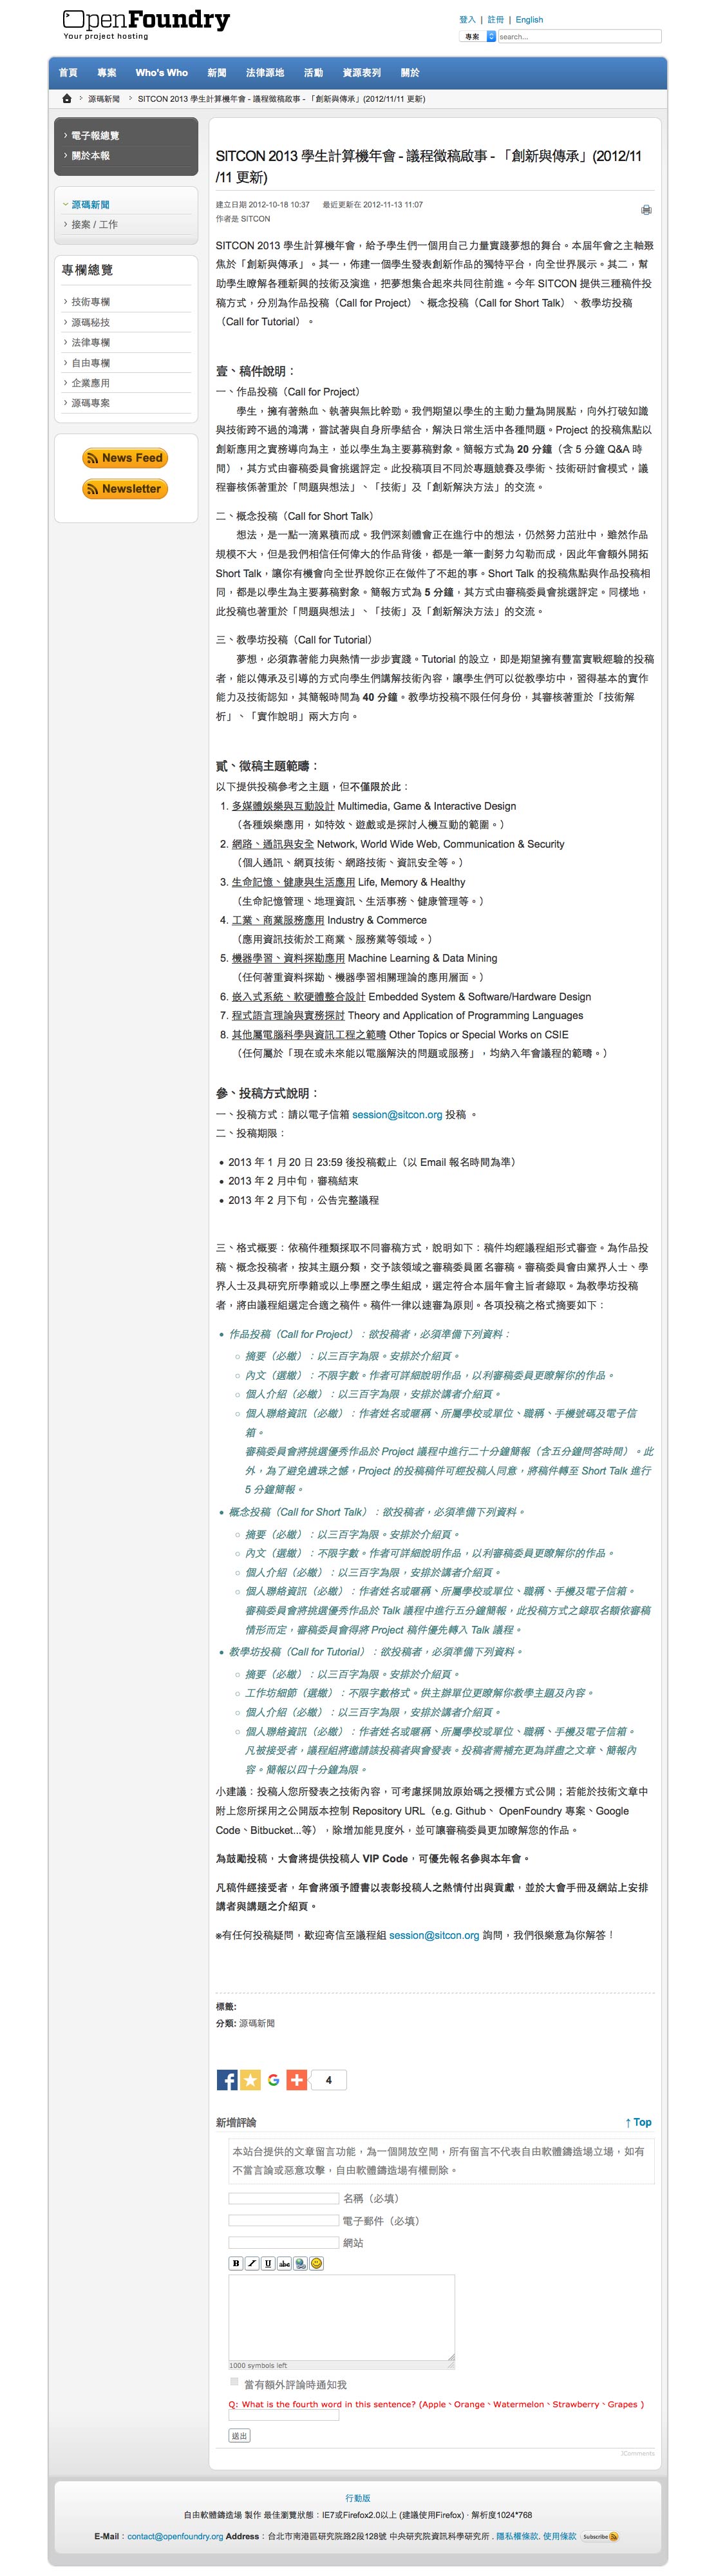 OpenFoundry
Your project hosting
登入 | 註冊 | English
專案
search...
首頁 專案 Who's Who 新聞 法律源地 活動 資源表列 關於
源碼新聞 › SITCON 2013 學生計算機年會 - 議程徵稿啟事 - 「創新與傳承」(2012/11/11 更新)
電子報總覽
關於本報
源碼新聞
接案 / 工作
專欄總覽
技術專欄
源碼秘技
法律專欄
自由專欄
企業應用
源碼專案
News Feed
Newsletter
SITCON 2013 學生計算機年會 - 議程徵稿啟事 - 「創新與傳承」(2012/11
/11 更新)
建立日期 2012-10-18 10:37 最近更新在 2012-11-13 11:07
作者是 SITCON
SITCON 2013 學生計算機年會，給予學生們一個用自己力量實踐夢想的舞台。本屆年會之主軸聚
焦於「創新與傳承」。其一，佈建一個學生發表創新作品的獨特平台，向全世界展示。其二，幫
助學生瞭解各種新興的技術及演進，把夢想集合起來共同往前進。今年 SITCON 提供三種稿件投
稿方式，分別為作品投稿（Call for Project）、概念投稿（Call for Short Talk）、教學坊投稿
（Call for Tutorial）。
壹、稿件說明：
一、作品投稿（Call for Project）
學生，擁有著熱血、執著與無比幹勁。我們期望以學生的主動力量為開展點，向外打破知識
與技術跨不過的鴻溝，嘗試著與自身所學結合，解決日常生活中各種問題。Project 的投稿焦點以
創新應用之實務導向為主，並以學生為主要募稿對象。簡報方式為 20 分鐘（含 5 分鐘 Q&A 時
間），其方式由審稿委員會挑選評定。此投稿項目不同於專題競賽及學術、技術研討會模式，議
程審核係著重於「問題與想法」、「技術」及「創新解決方法」的交流。
二、概念投稿（Call for Short Talk）
想法，是一點一滴累積而成。我們深刻體會正在進行中的想法，仍然努力茁壯中，雖然作品
規模不大，但是我們相信任何偉大的作品背後，都是一筆一劃努力勾勒而成，因此年會額外開拓
Short Talk，讓你有機會向全世界說你正在做件了不起的事。Short Talk 的投稿焦點與作品投稿相
同，都是以學生為主要募稿對象。簡報方式為 5 分鐘，其方式由審稿委員會挑選評定。同樣地，
此投稿也著重於「問題與想法」、「技術」及「創新解決方法」的交流。
三、教學坊投稿（Call for Tutorial）
夢想，必須靠著能力與熱情一步步實踐。Tutorial 的設立，即是期望擁有豐富實戰經驗的投稿
者，能以傳承及引導的方式向學生們講解技術內容，讓學生們可以從教學坊中，習得基本的實作
能力及技術認知，其簡報時間為 40 分鐘。教學坊投稿不限任何身份，其審核著重於「技術解
析」、「實作說明」兩大方向。
貳、徵稿主題範疇：
以下提供投稿參考之主題，但不僅限於此：
1. 多媒體娛樂與互動設計 Multimedia, Game & Interactive Design
（各種娛樂應用，如特效、遊戲或是探討人機互動的範圍。）
2. 網路、通訊與安全 Network, World Wide Web, Communication & Security
（個人通訊、網頁技術、網路技術、資訊安全等。）
3. 生命記憶、健康與生活應用 Life, Memory & Healthy
（生命記憶管理、地理資訊、生活事務、健康管理等。）
4. 工業、商業服務應用 Industry & Commerce
（應用資訊技術於工商業、服務業等領域。）
5. 機器學習、資料探勘應用 Machine Learning & Data Mining
（任何著重資料探勘、機器學習相關理論的應用層面。）
6. 嵌入式系統、軟硬體整合設計 Embedded System & Software/Hardware Design
7. 程式語言理論與實務探討 Theory and Application of Programming Languages
8. 其他屬電腦科學與資訊工程之範疇 Other Topics or Special Works on CSIE
（任何屬於「現在或未來能以電腦解決的問題或服務」，均納入年會議程的範疇。）
參、投稿方式說明：
一、投稿方式：請以電子信箱 session@sitcon.org 投稿 。
二、投稿期限：
2013 年 1 月 20 日 23:59 後投稿截止（以 Email 報名時間為準）
2013 年 2 月中旬，審稿結束
2013 年 2 月下旬，公告完整議程
三、格式概要：依稿件種類採取不同審稿方式，說明如下：稿件均經議程組形式審查。為作品投
稿、概念投稿者，按其主題分類，交予該領域之審稿委員匿名審稿。審稿委員會由業界人士、學
界人士及具研究所學籍或以上學歷之學生組成，選定符合本屆年會主旨者錄取。為教學坊投稿
者，將由議程組選定合適之稿件。稿件一律以速審為原則。各項投稿之格式摘要如下：
作品投稿（Call for Project）：欲投稿者，必須準備下列資料：
摘要（必繳）：以三百字為限。安排於介紹頁。
內文（選繳）：不限字數。作者可詳細說明作品，以利審稿委員更瞭解你的作品。
個人介紹（必繳）：以三百字為限，安排於講者介紹頁。
個人聯絡資訊（必繳）：作者姓名或暱稱、所屬學校或單位、職稱、手機號碼及電子信
箱。
審稿委員會將挑選優秀作品於 Project 議程中進行二十分鐘簡報（含五分鐘問答時間）。此
外，為了避免遺珠之憾，Project 的投稿稿件可經投稿人同意，將稿件轉至 Short Talk 進行
5 分鐘簡報。
概念投稿（Call for Short Talk）：欲投稿者，必須準備下列資料。
摘要（必繳）：以三百字為限。安排於介紹頁。
內文（選繳）：不限字數。作者可詳細說明作品，以利審稿委員更瞭解你的作品。
個人介紹（必繳）：以三百字為限，安排於講者介紹頁。
個人聯絡資訊（必繳）：作者姓名或暱稱、所屬學校或單位、職稱、手機及電子信箱。
審稿委員會將挑選優秀作品於 Talk 議程中進行五分鐘簡報，此投稿方式之錄取名額依審稿
情形而定，審稿委員會得將 Project 稿件優先轉入 Talk 議程。
教學坊投稿（Call for Tutorial）：欲投稿者，必須準備下列資料。
摘要（必繳）：以三百字為限。安排於介紹頁。
工作坊細節（選繳）：不限字數格式。供主辦單位更瞭解你教學主題及內容。
個人介紹（必繳）：以三百字為限，安排於講者介紹頁。
個人聯絡資訊（必繳）：作者姓名或暱稱、所屬學校或單位、職稱、手機及電子信箱。
凡被接受者，議程組將邀請該投稿者與會發表。投稿者需補充更為詳盡之文章、簡報內
容。簡報以四十分鐘為限。
小建議：投稿人您所發表之技術內容，可考慮採開放原始碼之授權方式公開；若能於技術文章中
附上您所採用之公開版本控制 Repository URL（e.g. Github、 OpenFoundry 專案、Google
Code、Bitbucket...等），除增加能見度外，並可讓審稿委員更加瞭解您的作品。
為鼓勵投稿，大會將提供投稿人 VIP Code，可優先報名參與本年會。
凡稿件經接受者，年會將頒予證書以表彰投稿人之熱情付出與貢獻，並於大會手冊及網站上安排
講者與講題之介紹頁。
※有任何投稿疑問，歡迎寄信至議程組 session@sitcon.org 詢問，我們很樂意為你解答！
標籤:
分類: 源碼新聞
4
新增評論
↑ Top
本站台提供的文章留言功能，為一個開放空間，所有留言不代表自由軟體鑄造場立場，如有
不當言論或惡意攻擊，自由軟體鑄造場有權刪除。
名稱（必填）
電子郵件（必填）
網站
B I U abc
1000 symbols left
當有額外評論時通知我
Q: What is the fourth word in this sentence? (Apple、Orange、Watermelon、Strawberry、Grapes )
送出
JComments
行動版
自由軟體鑄造場 製作 最佳瀏覽狀態：IE7或Firefox2.0以上 (建議使用Firefox)．解析度1024*768
E-Mail：contact@openfoundry.org Address：台北市南港區研究院路2段128號 中央研究院資訊科學研究所 . 隱私權條款. 使用條款 Subscribe